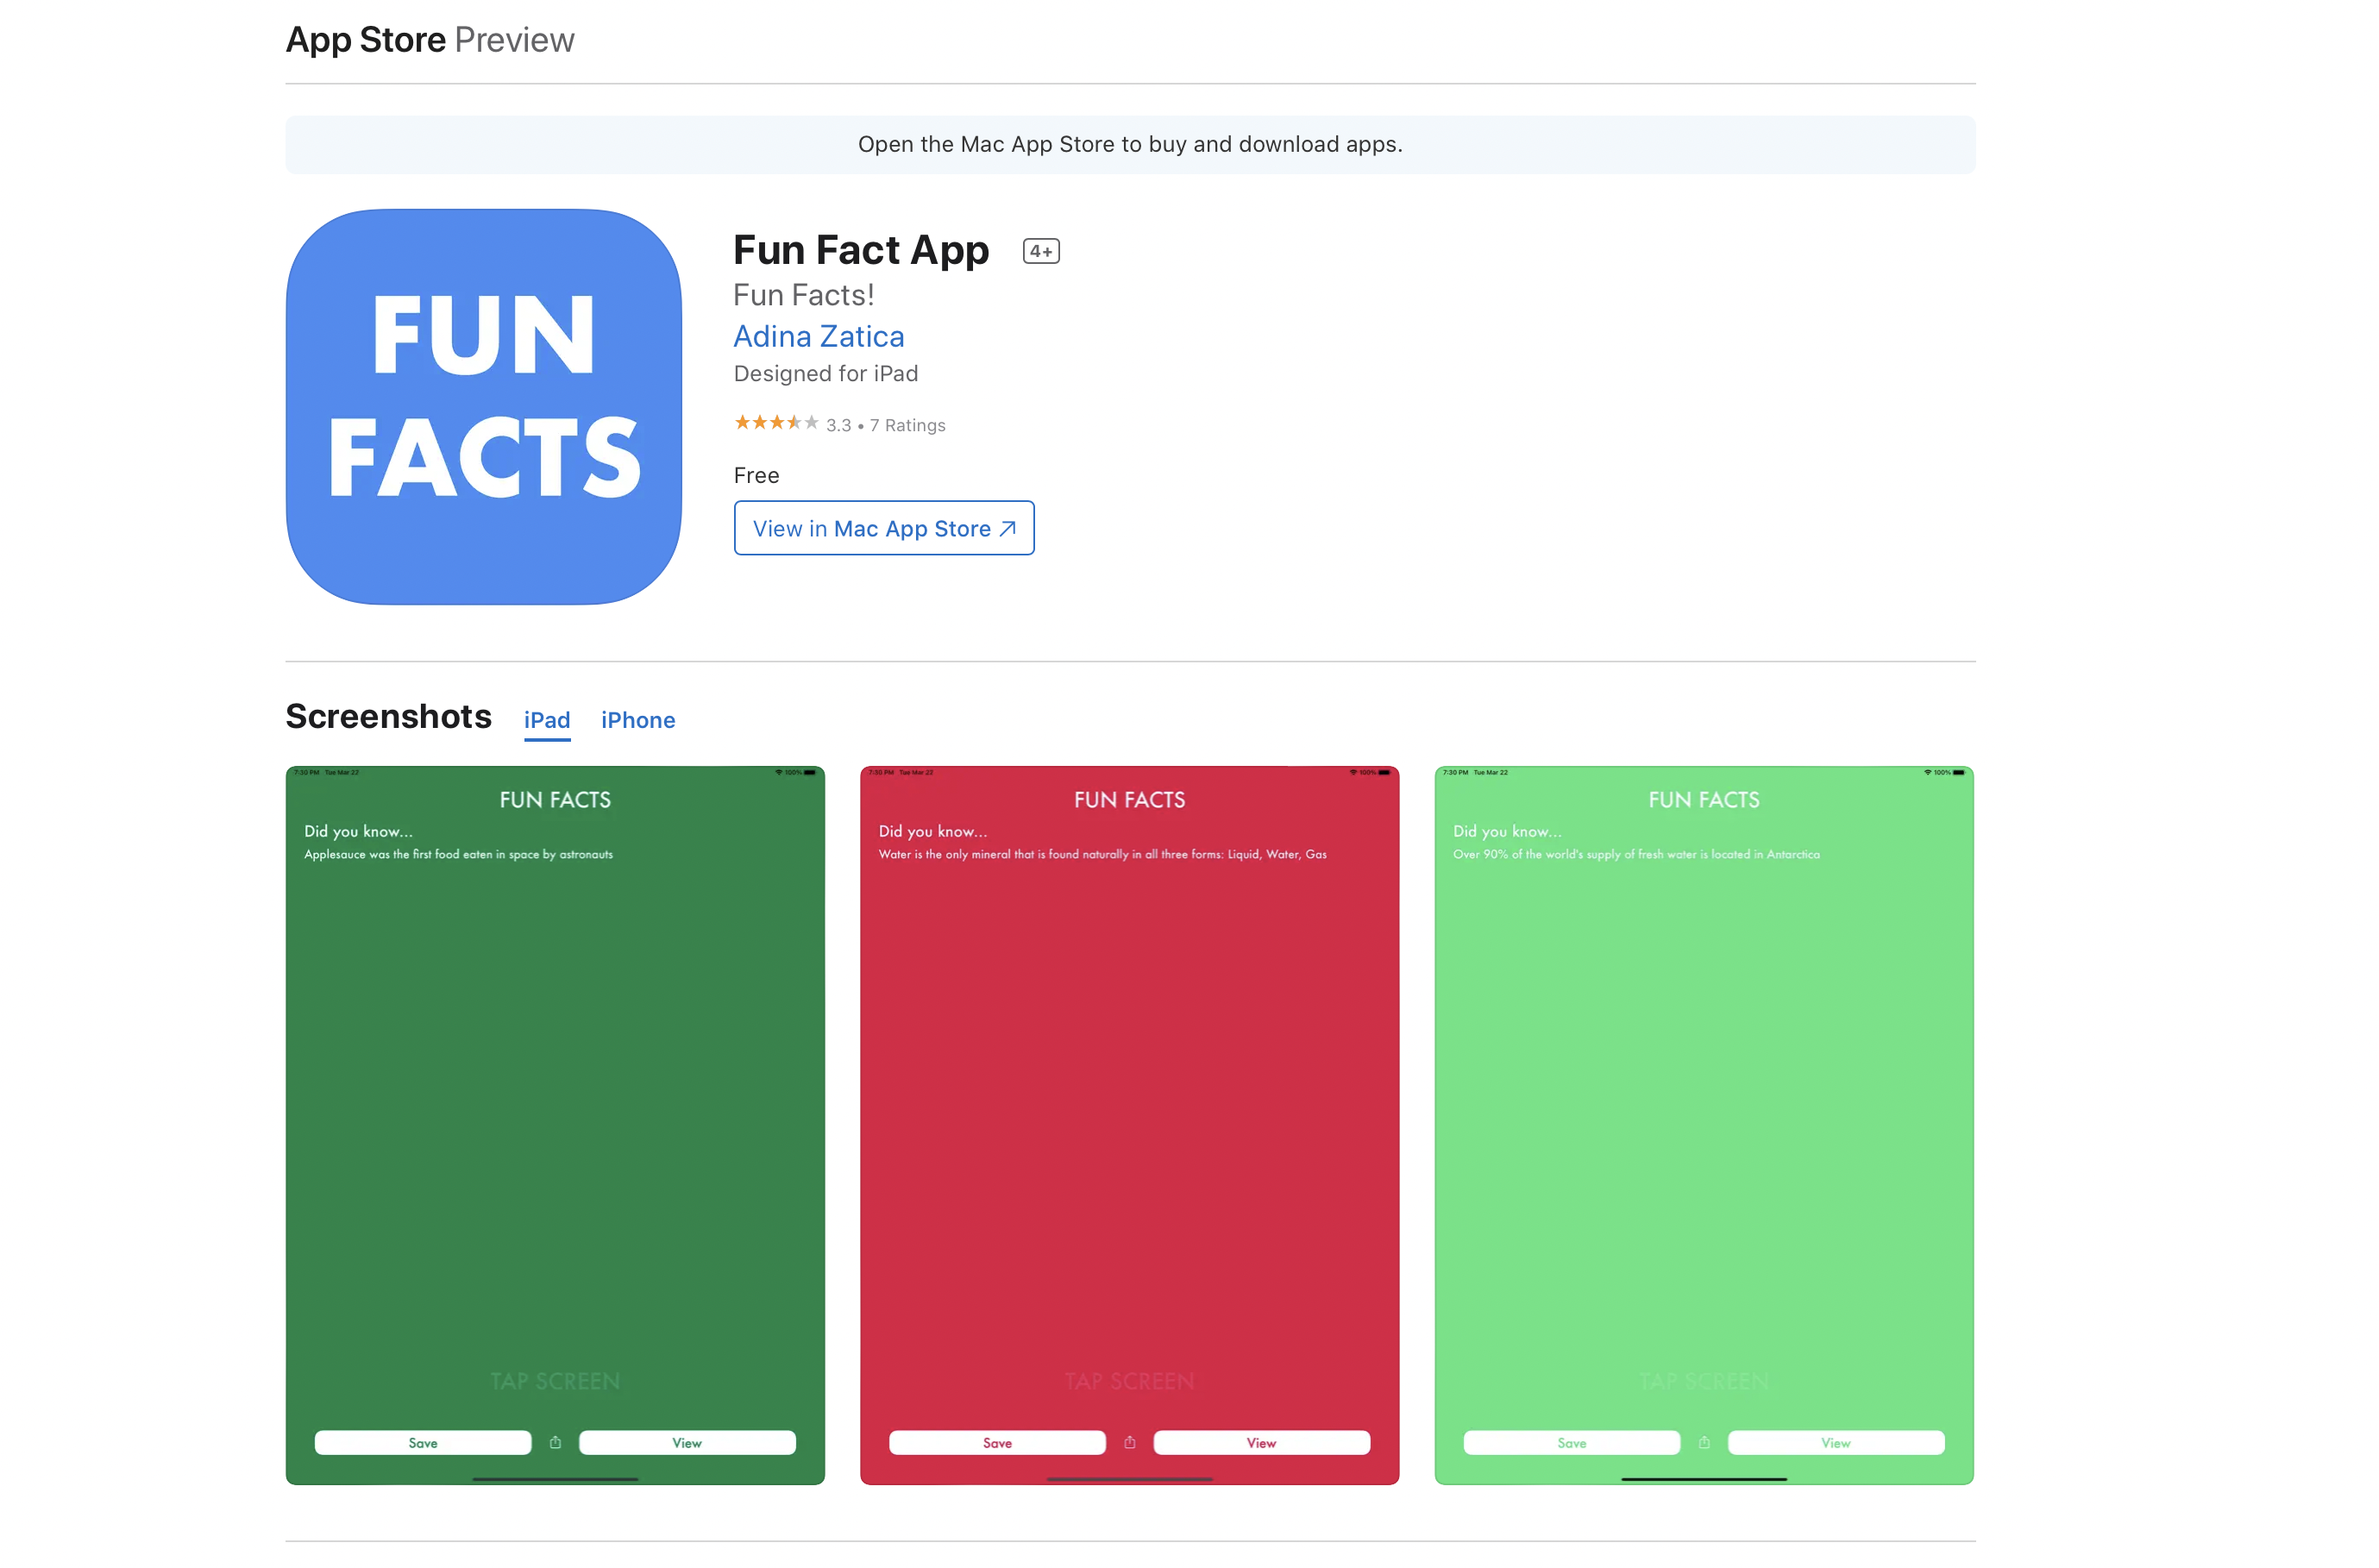 App Store Preview
Open the Mac App Store to buy and download apps.
FUN
FACTS
Fun Fact App 4+
Fun Facts!
Adina Zatica
Designed for iPad
3.3 • 7 Ratings
Free
View in Mac App Store
Screenshots iPad iPhone
7:30 PM Tue Mar 22 100%
FUN FACTS
Did you know...
Applesauce was the first food eaten in space by astronauts
TAP SCREEN
Save View
7:30 PM Tue Mar 22 100%
FUN FACTS
Did you know...
Water is the only mineral that is found naturally in all three forms: Liquid, Water, Gas
TAP SCREEN
Save View
7:30 PM Tue Mar 22 100%
FUN FACTS
Did you know...
Over 90% of the world's supply of fresh water is located in Antarctica
TAP SCREEN
Save View